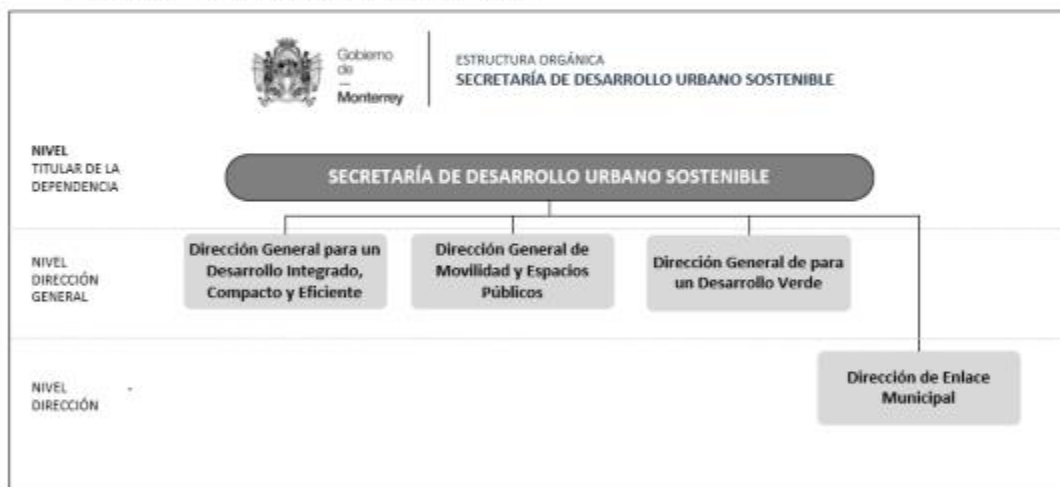 Gobierno
de
—
Monterrey
ESTRUCTURA ORGÁNICA
SECRETARÍA DE DESARROLLO URBANO SOSTENIBLE
NIVEL
TITULAR DE LA
DEPENDENCIA
SECRETARÍA DE DESARROLLO URBANO SOSTENIBLE
NIVEL
DIRECCIÓN
GENERAL
Dirección General para un
Desarrollo Integrado,
Compacto y Eficiente
Dirección General de
Movilidad y Espacios
Públicos
Dirección General de para
un Desarrollo Verde
NIVEL -
DIRECCIÓN
Dirección de Enlace
Municipal